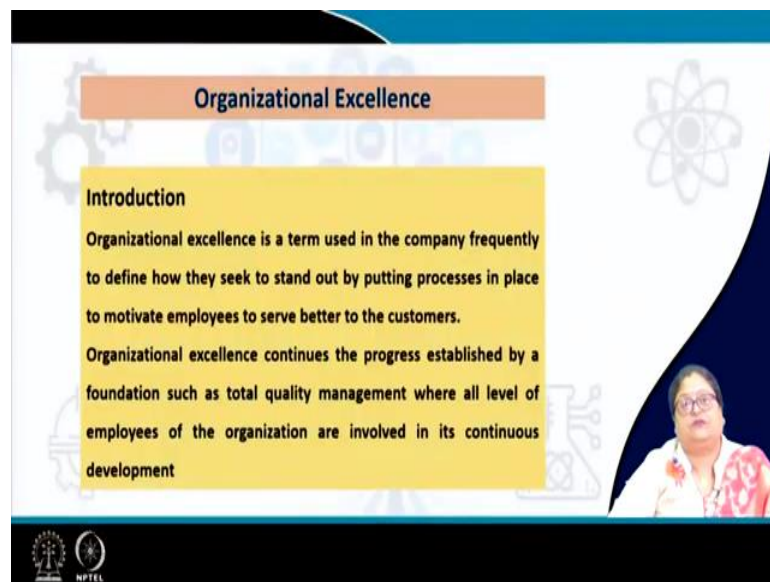 Organizational Excellence
Introduction
Organizational excellence is a term used in the company frequently
to define how they seek to stand out by putting processes in place
to motivate employees to serve better to the customers.
Organizational excellence continues the progress established by a
foundation such as total quality management where all level of
employees of the organization are involved in its continuous
development
NPTEL